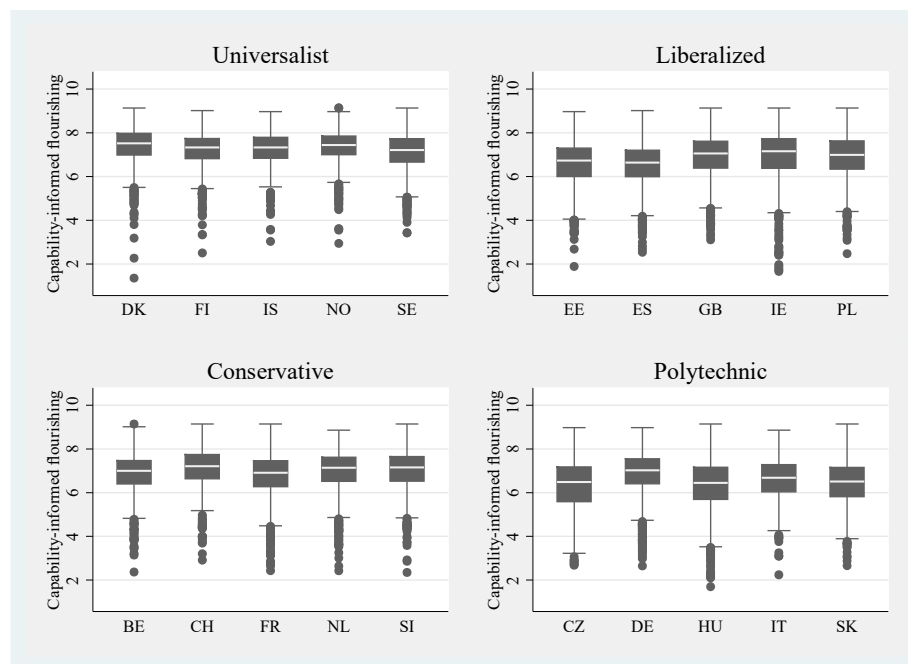 Universalist
Capability-informed flourishing
10
8
6
4
2
DK FI IS NO SE
Liberalized
Capability-informed flourishing
10
8
6
4
2
EE ES GB IE PL
Conservative
Capability-informed flourishing
10
8
6
4
2
BE CH FR NL SI
Polytechnic
Capability-informed flourishing
10
8
6
4
2
CZ DE HU IT SK